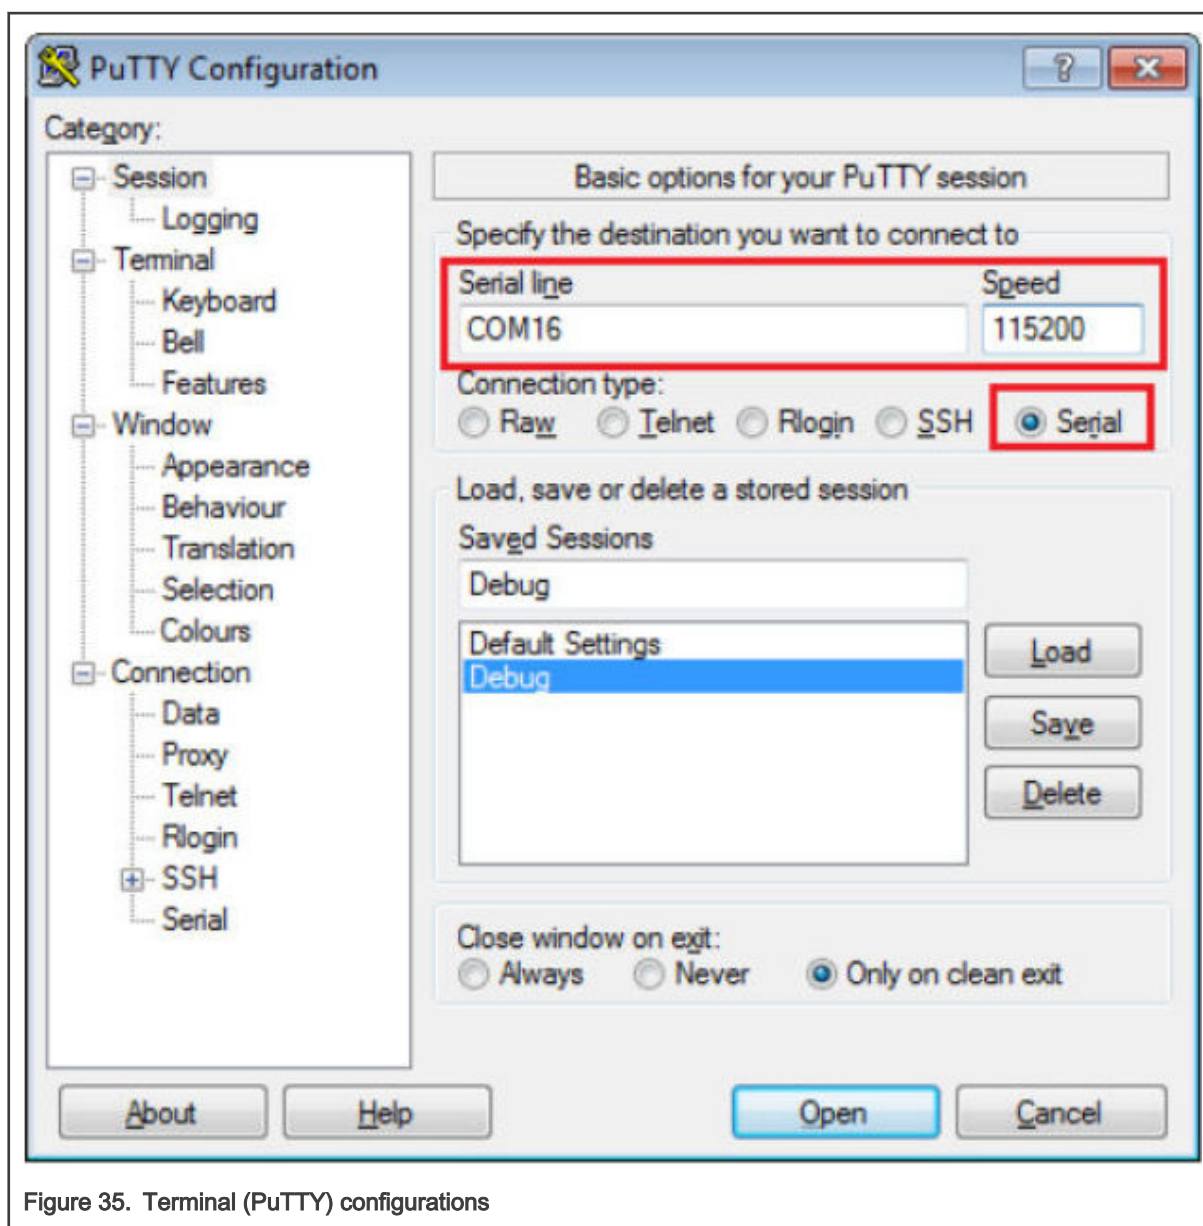 PuTTY Configuration
?
Category:
Session
Logging
Terminal
Keyboard
Bell
Features
Window
Appearance
Behaviour
Translation
Selection
Colours
Connection
Data
Proxy
Telnet
Rlogin
SSH
Serial
Basic options for your PuTTY session
Specify the destination you want to connect to
Serial line Speed
COM16 115200
Connection type:
Raw Telnet Rlogin SSH Serial
Load, save or delete a stored session
Saved Sessions
Debug
Default Settings
Debug
Load
Save
Delete
Close window on exit:
Always Never Only on clean exit
About Help Open Cancel
Figure 35. Terminal (PuTTY) configurations